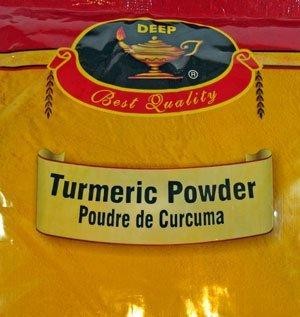 DEEP
®
Best Quality
Turmeric Powder
Poudre de Curcuma